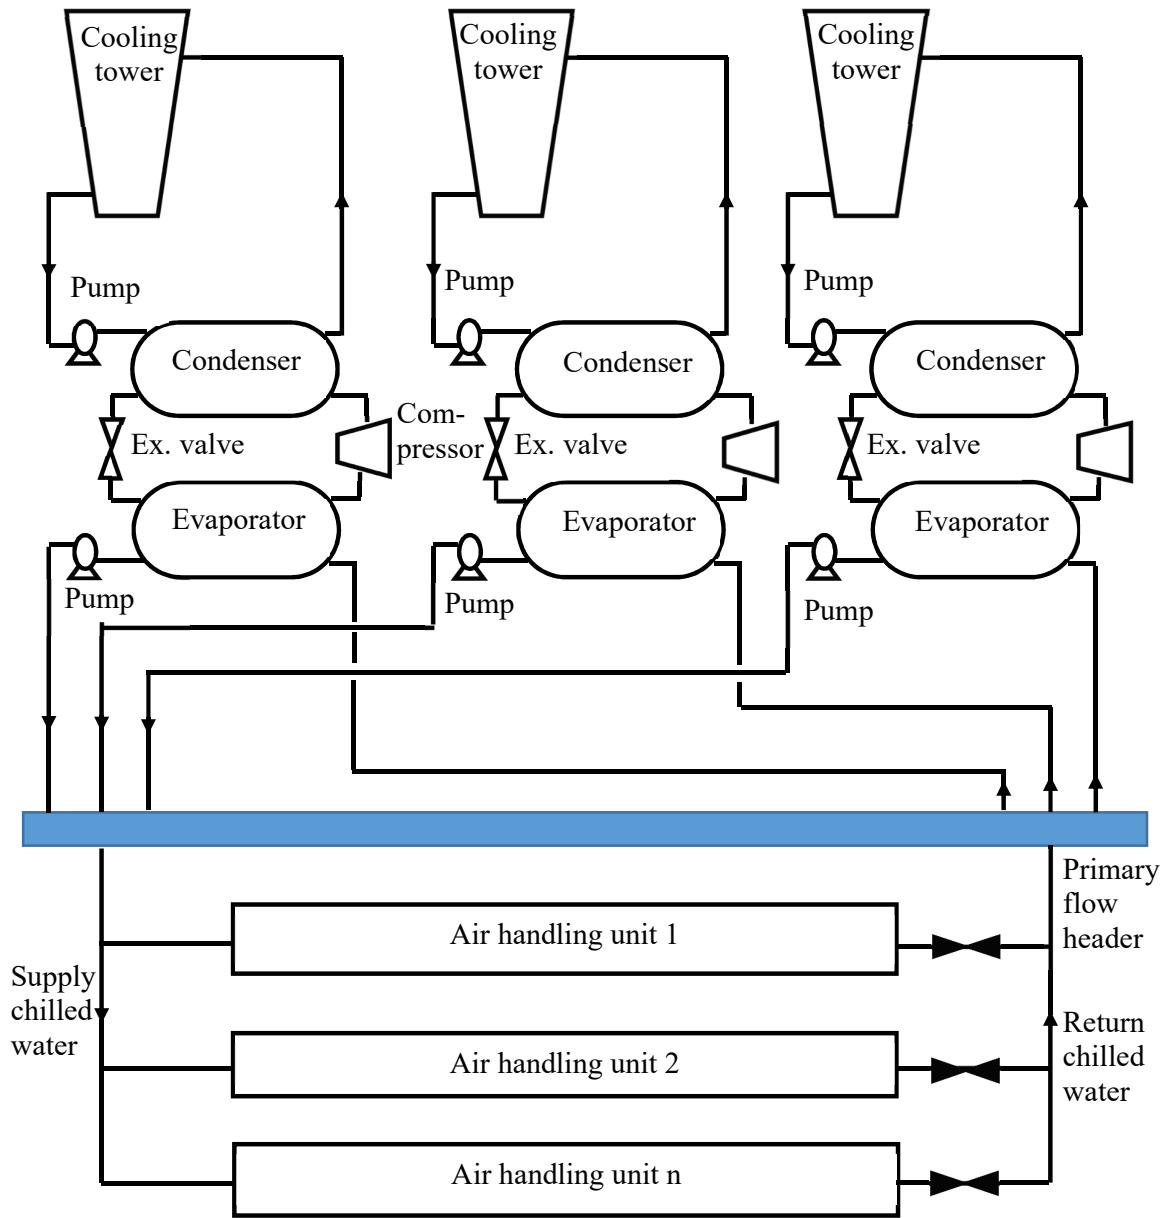 Cooling
tower
Cooling
tower
Cooling
tower
Pump
Pump
Pump
Condenser
Condenser
Condenser
Com-
pressor
Ex. valve
Ex. valve
Ex. valve
Evaporator
Evaporator
Evaporator
Pump
Pump
Pump
Primary
flow
header
Air handling unit 1
Supply
chilled
water
Return
chilled
water
Air handling unit 2
Air handling unit n